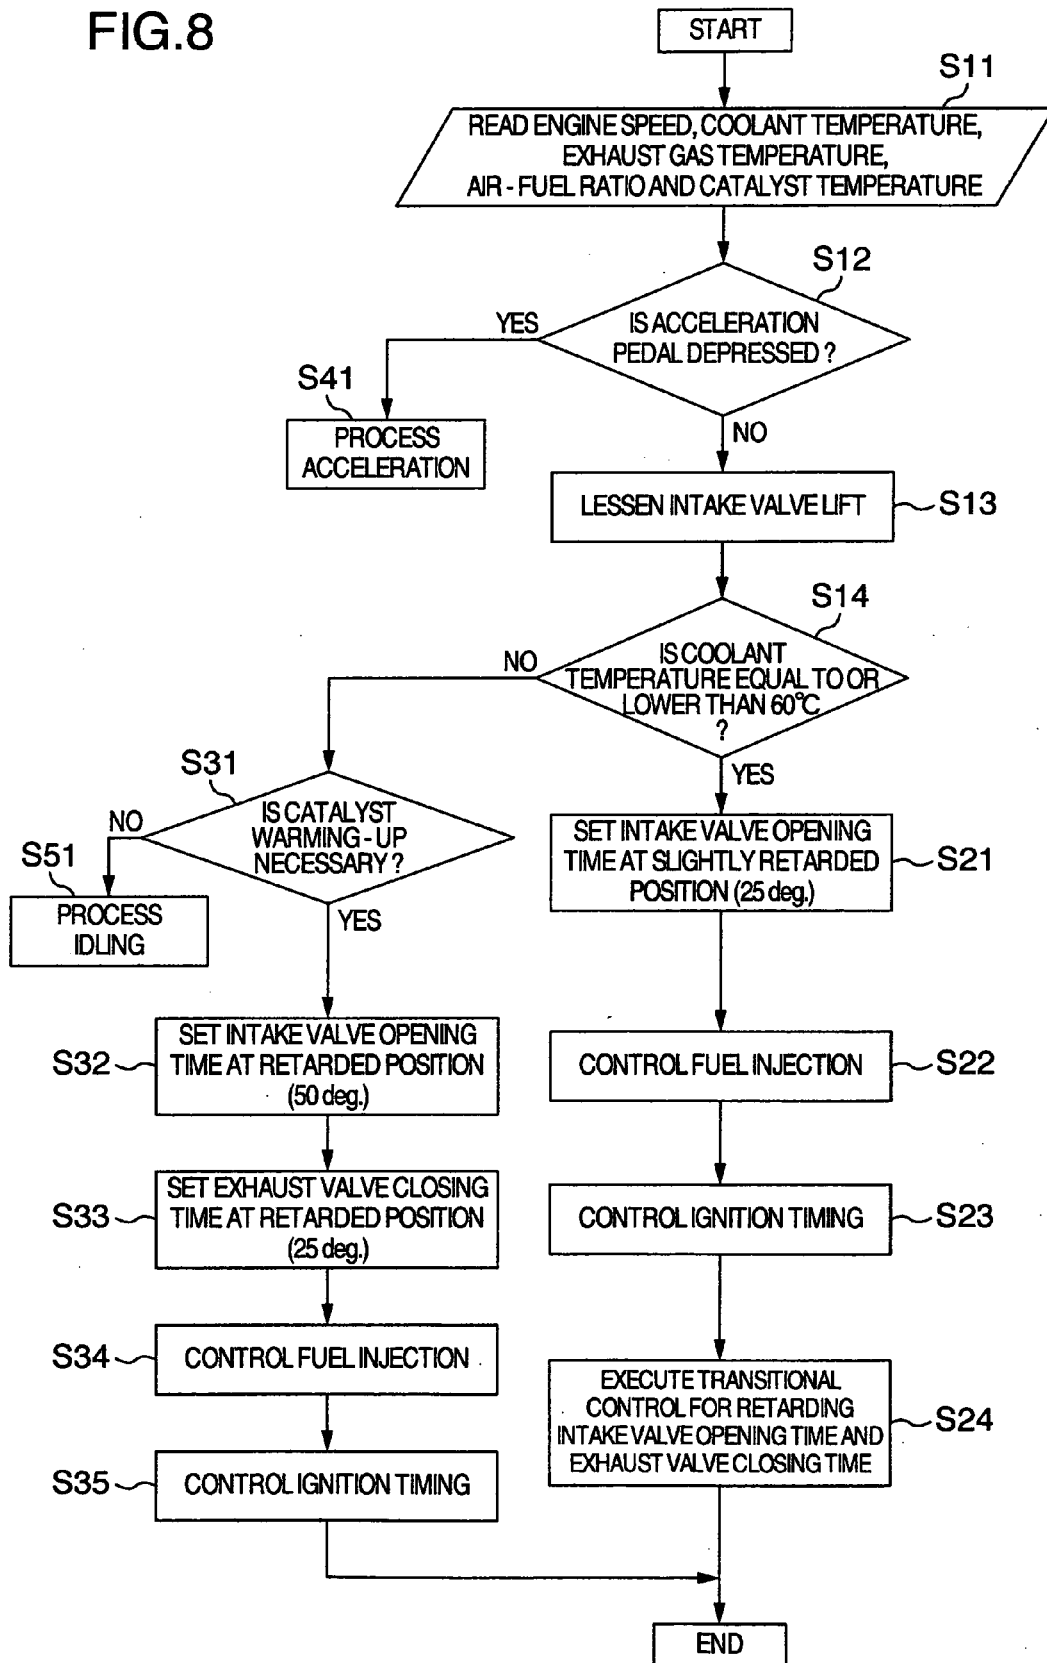 FIG.8
START
S11
READ ENGINE SPEED, COOLANT TEMPERATURE,
EXHAUST GAS TEMPERATURE,
AIR-FUEL RATIO AND CATALYST TEMPERATURE
S12
IS ACCELERATION
PEDAL DEPRESSED ?
YES
NO
S41
PROCESS
ACCELERATION
LESSEN INTAKE VALVE LIFT
S13
S14
IS COOLANT
TEMPERATURE EQUAL TO OR
LOWER THAN 60°C
?
NO
YES
S31
IS CATALYST
WARMING-UP
NECESSARY ?
NO
YES
S51
PROCESS
IDLING
SET INTAKE VALVE OPENING
TIME AT SLIGHTLY RETARDED
POSITION (25 deg.)
S21
S32
SET INTAKE VALVE OPENING
TIME AT RETARDED POSITION
(50 deg.)
CONTROL FUEL INJECTION
S22
S33
SET EXHAUST VALVE CLOSING
TIME AT RETARDED POSITION
(25 deg.)
CONTROL IGNITION TIMING
S23
S34
CONTROL FUEL INJECTION
EXECUTE TRANSITIONAL
CONTROL FOR RETARDING
INTAKE VALVE OPENING TIME AND
EXHAUST VALVE CLOSING TIME
S24
S35
CONTROL IGNITION TIMING
END